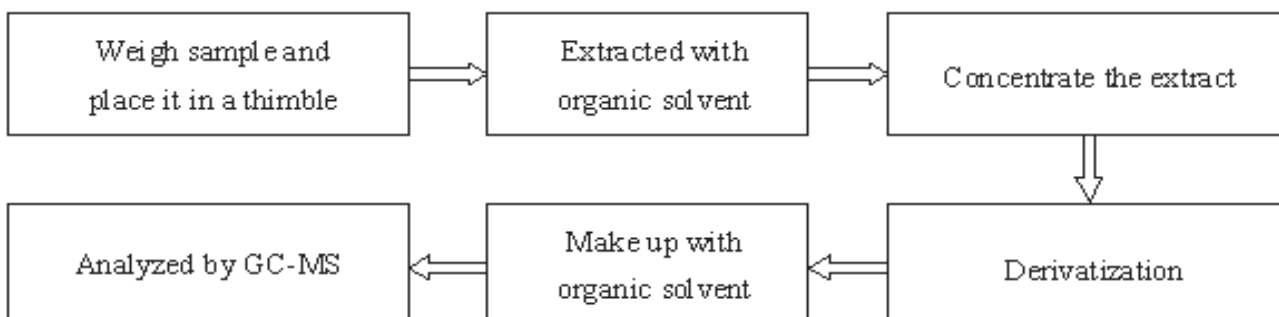 Weigh sample and
place it in a thimble
Extracted with
organic solvent
Concentrate the extract
Derivatization
Make up with
organic solvent
Analyzed by GC-MS